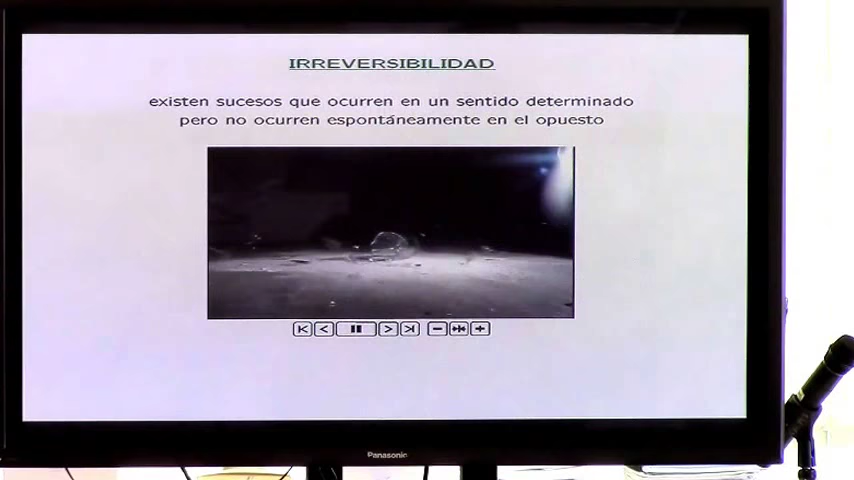 IRREVERSIBILIDAD
existen sucesos que ocurren en un sentido determinado
pero no ocurren espontáneamente en el opuesto
Panasonic